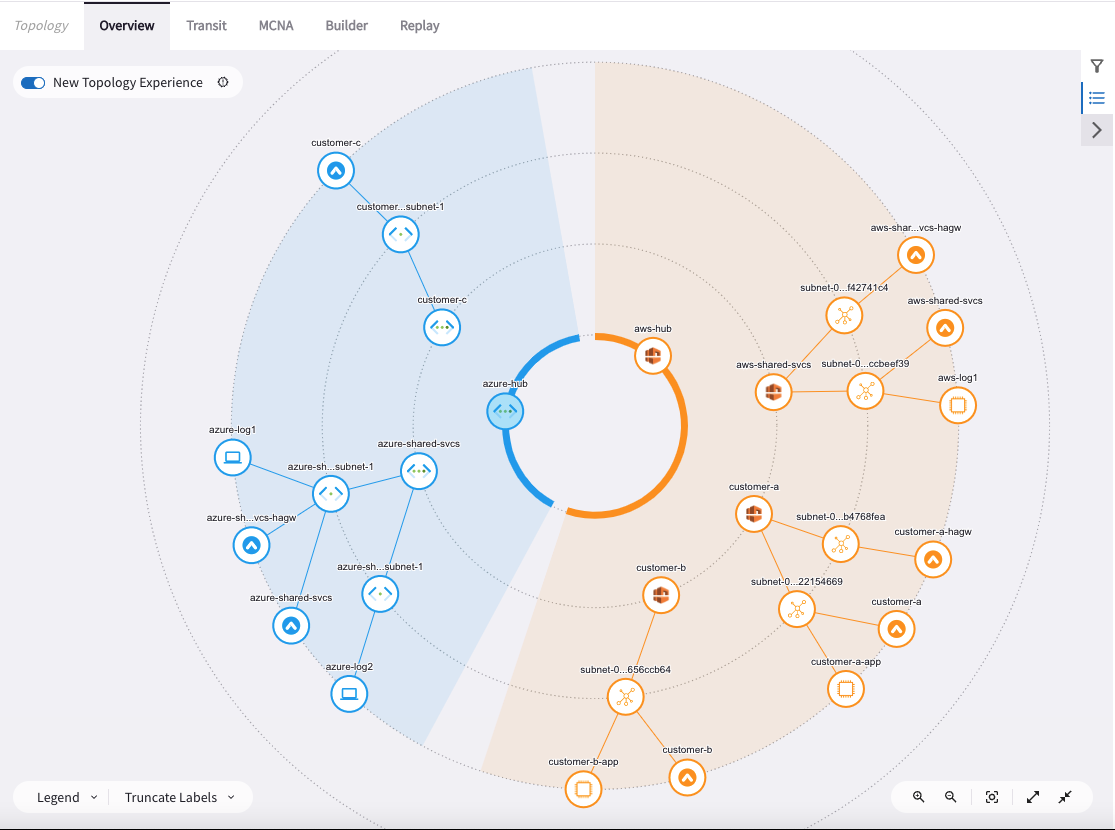 Topology
Overview
Transit
MCNA
Builder
Replay
New Topology Experience
customer-c
customer...subnet-1
aws-shar...vcs-hagw
subnet-0...f42741c4
customer-c
aws-shared-svcs
aws-hub
aws-shared-svcs
subnet-0...ccbeef39
aws-log1
azure-hub
azure-log1
azure-shared-svcs
azure-sh...subnet-1
customer-a
azure-sh...vcs-hagw
subnet-0...b4768fea
customer-a-hagw
azure-sh...subnet-1
customer-b
subnet-0...22154669
azure-shared-svcs
customer-a
azure-log2
subnet-0...656ccb64
customer-a-app
customer-b
customer-b-app
Legend
Truncate Labels